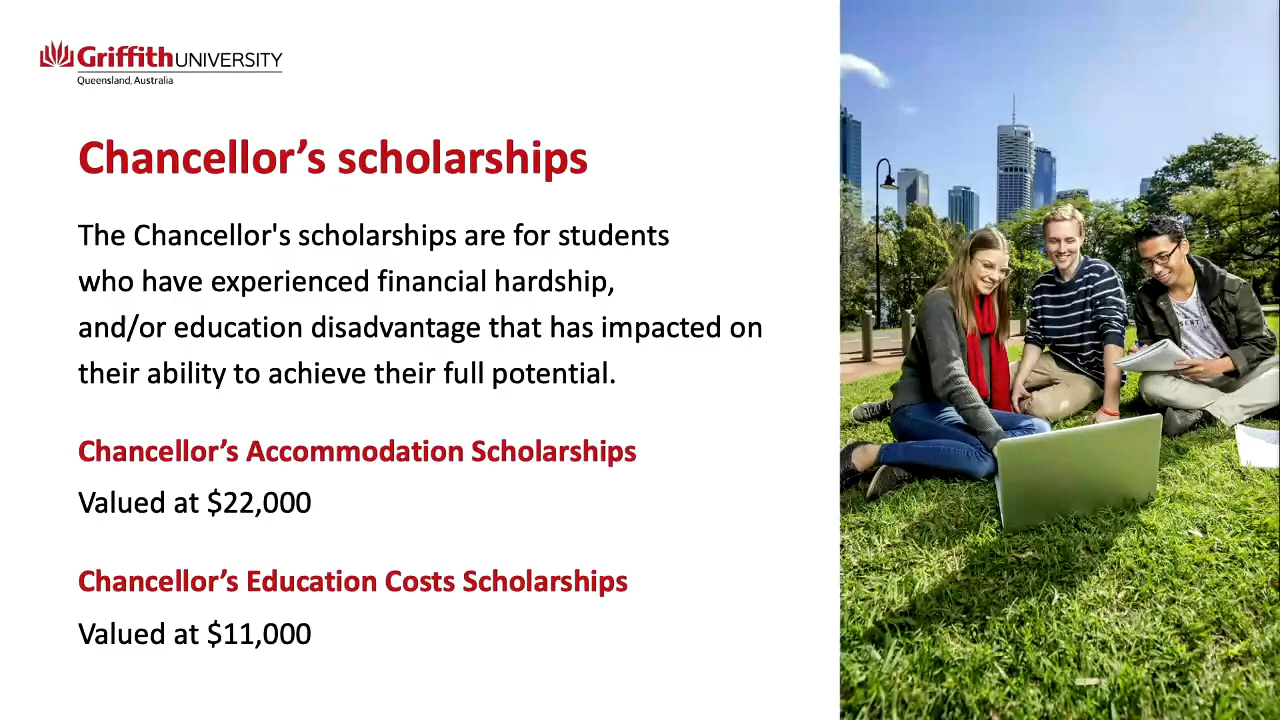 Griffith UNIVERSITY
Queensland, Australia
Chancellor’s scholarships
The Chancellor's scholarships are for students
who have experienced financial hardship,
and/or education disadvantage that has impacted on
their ability to achieve their full potential.
Chancellor’s Accommodation Scholarships
Valued at $22,000
Chancellor’s Education Costs Scholarships
Valued at $11,000